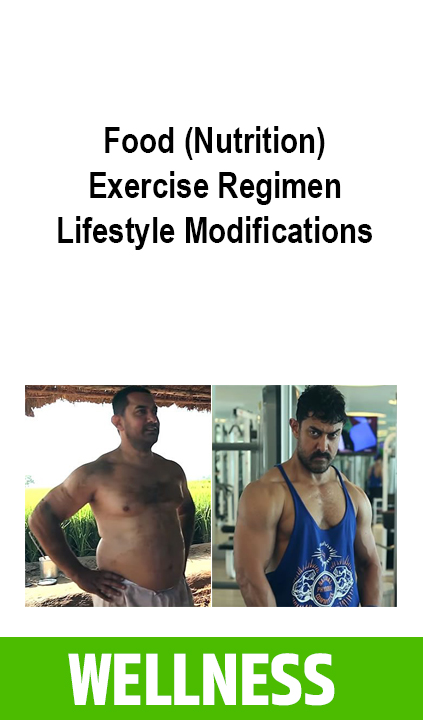 Food (Nutrition)
Exercise Regimen
Lifestyle Modifications
WELLNESS